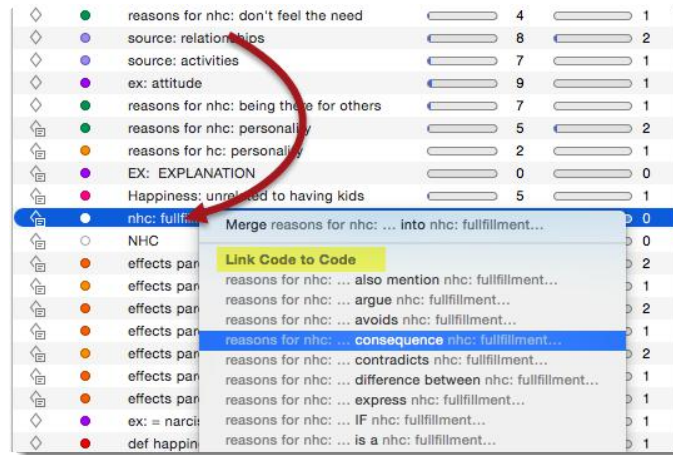 reasons for nhc: don't feel the need 4 1
source: relationships 8 2
source: activities 7 1
ex: attitude 9 1
reasons for nhc: being there for others 7 1
reasons for nhc: personality 5 2
reasons for hc: personality 2 1
EX: EXPLANATION 0 0
Happiness: unrelated to having kids 5 1
nhc: fullfil 0
Merge reasons for nhc: ... into nhc: fullfillment...
NHC 0
Link Code to Code
effects par 2
reasons for nhc: ... also mention nhc: fullfillment...
effects par 1
reasons for nhc: ... argue nhc: fullfillment...
effects par 2
reasons for nhc: ... avoids nhc: fullfillment...
effects par 1
reasons for nhc: ... consequence nhc: fullfillment...
effects par 2
reasons for nhc: ... contradicts nhc: fullfillment...
effects par 1
reasons for nhc: ... difference between nhc: fullfillment...
effects par 1
reasons for nhc: ... express nhc: fullfillment...
ex: = narcis 1
reasons for nhc: ... IF nhc: fullfillment...
def happin 1
reasons for nhc: ... is a nhc: fullfillment...